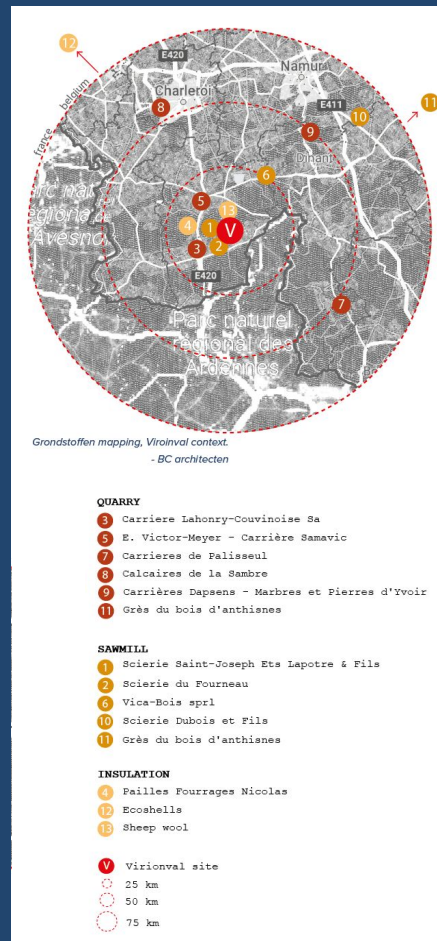 12
E420
Namur
Charleroi
E411
11
belgium
8
10
france
9
Dinant
6
5
13
4
1
V
3
2
E420
7
Parc naturel
régional des
Ardennes
Grondstoffen mapping, Viroinval context.
- BC architecten
QUARRY
3 Carriere Lahonry-Couvinoise Sa
5 E. Victor-Meyer - Carrière Samavic
7 Carrieres de Palisseul
8 Calcaires de la Sambre
9 Carrières Dapsens - Marbres et Pierres d'Yvoir
11 Grès du bois d'anthisnes
SAWMILL
1 Scierie Saint-Joseph Ets Lapotre & Fils
2 Scierie du Fourneau
6 Vica-Bois sprl
10 Scierie Dubois et Fils
11 Grès du bois d'anthisnes
INSULATION
4 Pailles Fourrages Nicolas
12 Ecoshells
13 Sheep wool
V Virionval site
25 km
50 km
75 km